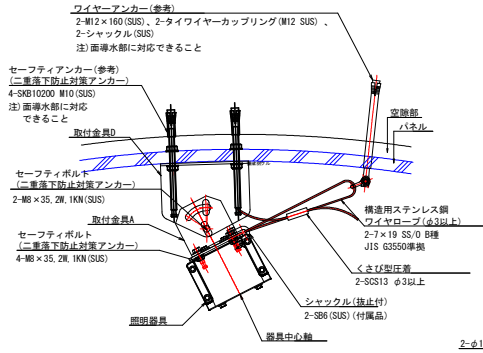 ワイヤーアンカー(参考)
2-M12×160(SUS)、2-タイワイヤーカップリング(M12 SUS) 、
2-シャックル(SUS)
注)面導水部に対応できること
セーフティアンカー(参考)
(二重落下防止対策アンカー)
4-SKB10200 M10(SUS)
注)面導水部に対応
できること
取付金具D
空隙部
パネル
セーフティボルト
(二重落下防止対策アンカー)
2-M8×35,2W,1KN(SUS)
取付金具A
セーフティボルト
(二重落下防止対策アンカー)
4-M8×35,2W,1KN(SUS)
構造用ステンレス鋼
ワイヤロープ(φ3以上)
2-7×19 SS/O B種
JIS G3550準拠
くさび型圧着
2-SCS13 φ3以上
シャックル(抜止付)
2-SB6(SUS)(付属品)
照明器具
器具中心軸
2-φ1